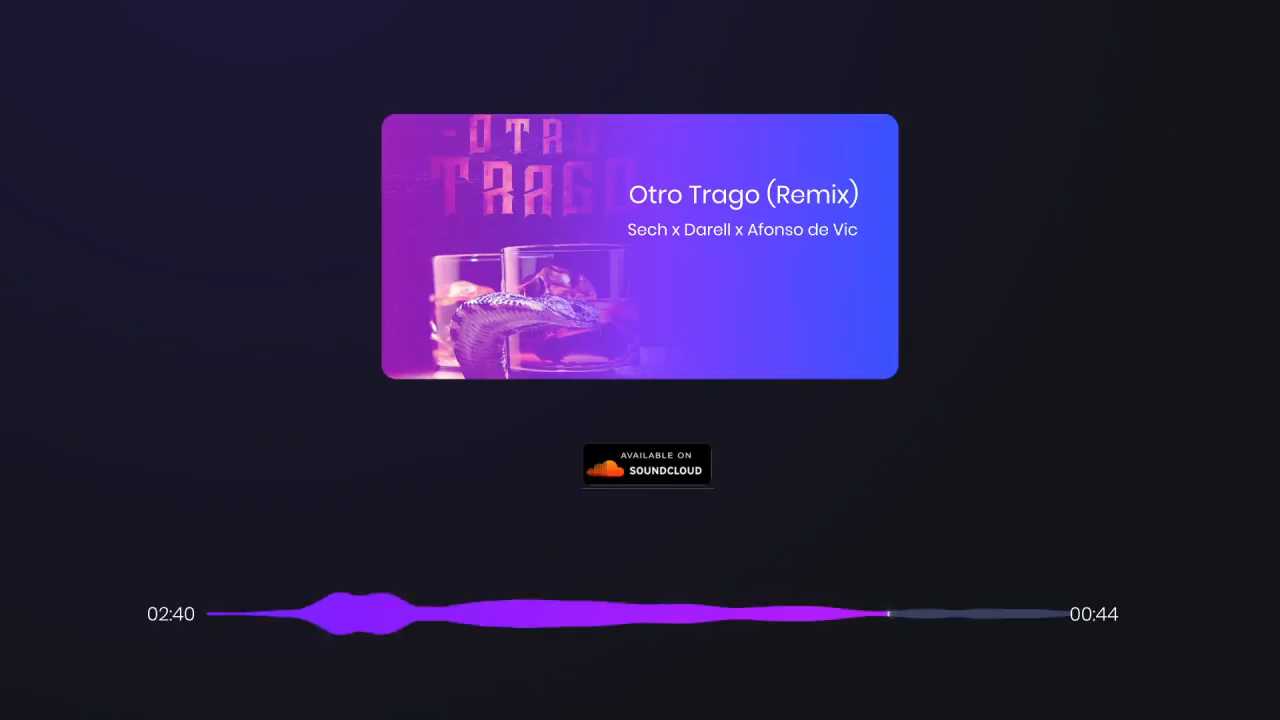 -OTRO-
TRAGO
Otro Trago (Remix)
Sech x Darell x Afonso de Vic
AVAILABLE ON
SOUNDCLOUD
02:40
00:44